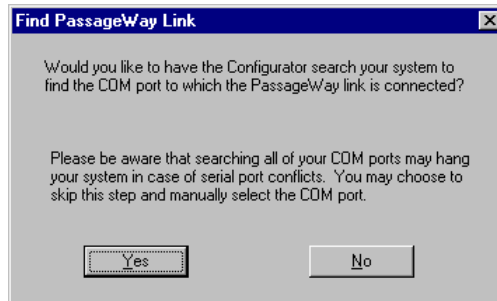 Find PassageWay Link
Would you like to have the Configurator search your system to
find the COM port to which the PassageWay link is connected?
Please be aware that searching all of your COM ports may hang
your system in case of serial port conflicts. You may choose to
skip this step and manually select the COM port.
Yes
No